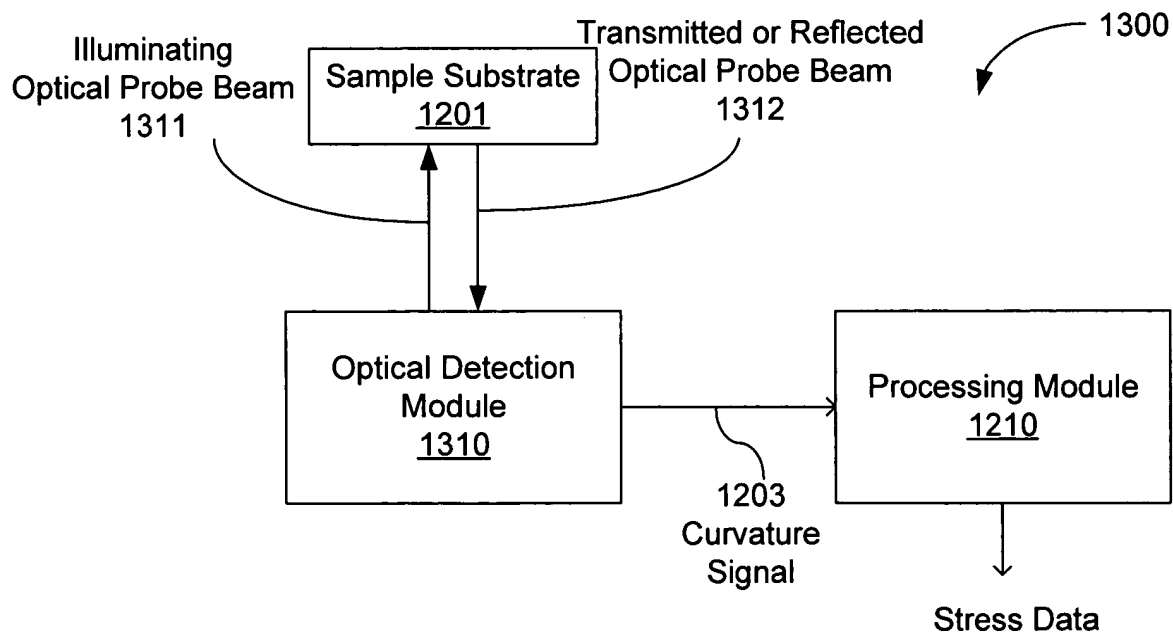 1300
Illuminating
Optical Probe Beam
1311
Sample Substrate
1201
Transmitted or Reflected
Optical Probe Beam
1312
Optical Detection
Module
1310
Processing Module
1210
1203
Curvature
Signal
Stress Data